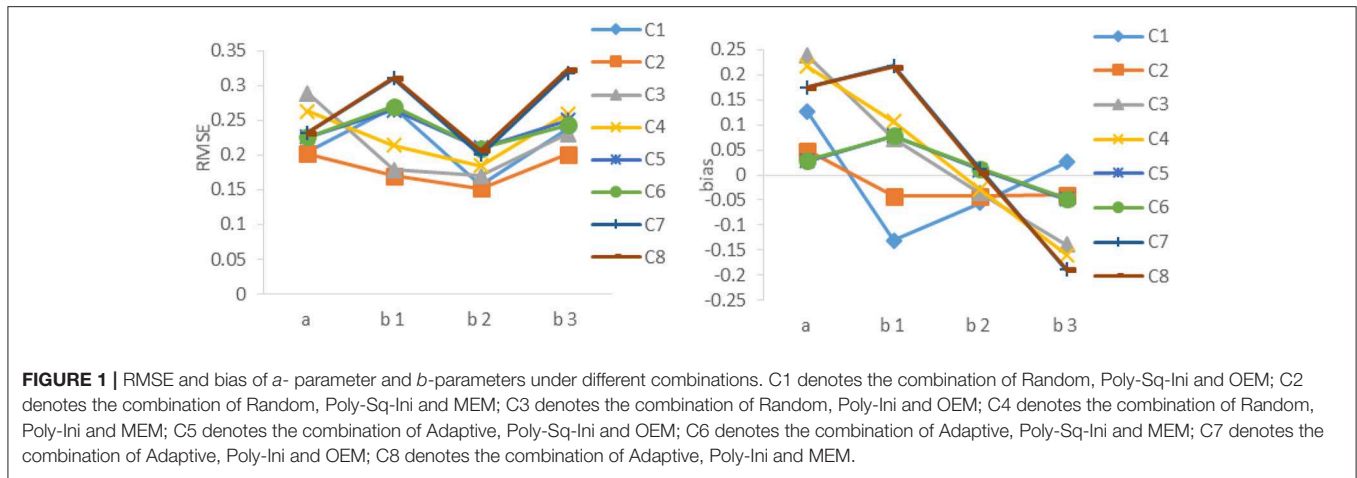 RMSE
0.35
0.3
0.25
0.2
0.15
0.1
0.05
0
a
b 1
b 2
b 3
C1
C2
C3
C4
C5
C6
C7
C8
bias
0.25
0.2
0.15
0.1
0.05
0
-0.05
-0.1
-0.15
-0.2
-0.25
a
b 1
b 2
b 3
C1
C2
C3
C4
C5
C6
C7
C8
FIGURE 1 | RMSE and bias of a- parameter and b-parameters under different combinations. C1 denotes the combination of Random, Poly-Sq-Ini and OEM; C2
denotes the combination of Random, Poly-Sq-Ini and MEM; C3 denotes the combination of Random, Poly-Ini and OEM; C4 denotes the combination of Random,
Poly-Ini and MEM; C5 denotes the combination of Adaptive, Poly-Sq-Ini and OEM; C6 denotes the combination of Adaptive, Poly-Sq-Ini and MEM; C7 denotes the
combination of Adaptive, Poly-Ini and OEM; C8 denotes the combination of Adaptive, Poly-Ini and MEM.